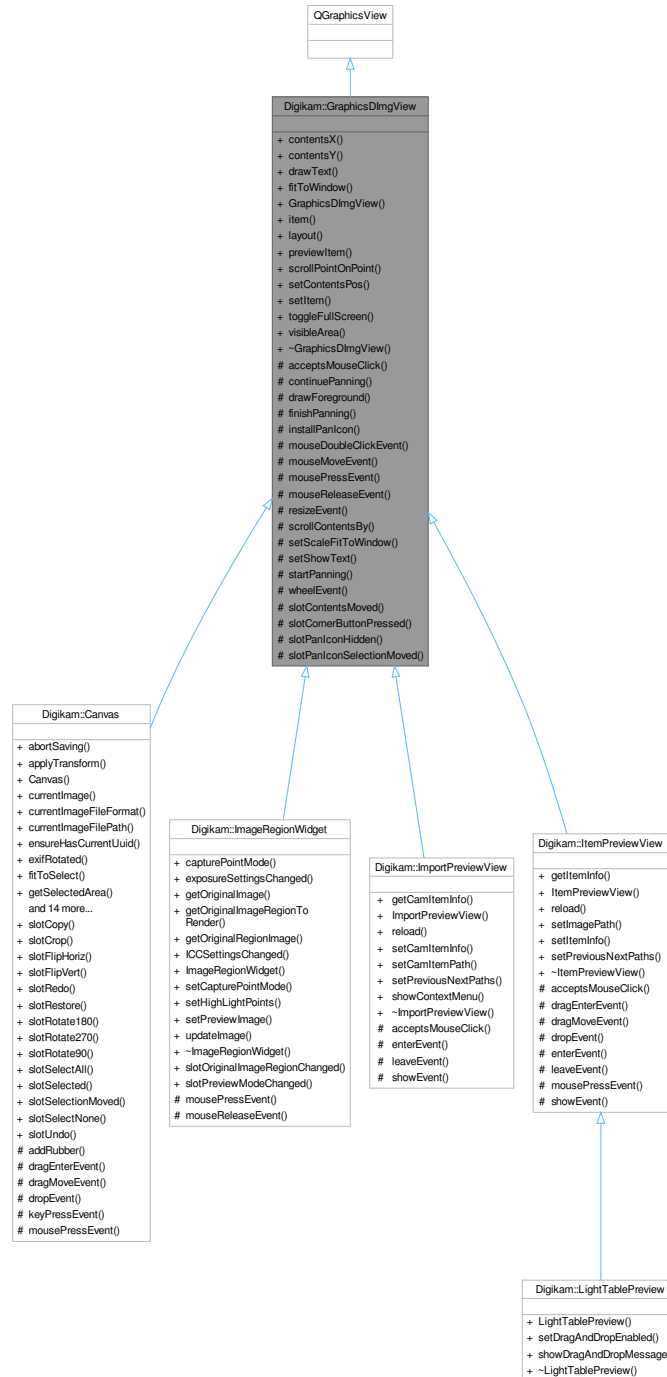 QGraphicsView
Digikam::GraphicsDImgView
+ contentsX()
+ contentsY()
+ drawText()
+ fitToWindow()
+ GraphicsDImgView()
+ item()
+ layout()
+ previewItem()
+ scrollPointOnPoint()
+ setContentsPos()
+ setItem()
+ toggleFullScreen()
+ visibleArea()
+ ~GraphicsDImgView()
# acceptsMouseClick()
# continuePanning()
# drawForeground()
# finishPanning()
# installPanIcon()
# mouseDoubleClickEvent()
# mouseMoveEvent()
# mousePressEvent()
# mouseReleaseEvent()
# resizeEvent()
# scrollContentsBy()
# setScaleFitToWindow()
# setShowText()
# startPanning()
# wheelEvent()
# slotContentsMoved()
# slotCornerButtonPressed()
# slotPanIconHidden()
# slotPanIconSelectionMoved()
Digikam::Canvas
+ abortSaving()
+ applyTransform()
+ Canvas()
+ currentImage()
+ currentImageFileFormat()
+ currentImageFilePath()
+ ensureHasCurrentUuid()
+ exifRotated()
+ fitToSelect()
+ getSelectedArea()
and 14 more...
+ slotCopy()
+ slotCrop()
+ slotFlipHoriz()
+ slotFlipVert()
+ slotRedo()
+ slotRestore()
+ slotRotate180()
+ slotRotate270()
+ slotRotate90()
+ slotSelectAll()
+ slotSelected()
+ slotSelectionMoved()
+ slotSelectNone()
+ slotUndo()
# addRubber()
# dragEnterEvent()
# dragMoveEvent()
# dropEvent()
# keyPressEvent()
# mousePressEvent()
Digikam::ImageRegionWidget
+ capturePointMode()
+ exposureSettingsChanged()
+ getOriginalImage()
+ getOriginalImageRegionTo
Render()
+ getOriginalRegionImage()
+ ICCSettingsChanged()
+ ImageRegionWidget()
+ setCapturePointMode()
+ setHighLightPoints()
+ setPreviewImage()
+ updateImage()
+ ~ImageRegionWidget()
+ slotOriginalImageRegionChanged()
+ slotPreviewModeChanged()
# mousePressEvent()
# mouseReleaseEvent()
Digikam::ImportPreviewView
+ getCamItemInfo()
+ ImportPreviewView()
+ reload()
+ setCamItemInfo()
+ setCamItemPath()
+ setPreviousNextPaths()
+ showContextMenu()
+ ~ImportPreviewView()
# acceptsMouseClick()
# enterEvent()
# leaveEvent()
# showEvent()
Digikam::ItemPreviewView
+ getItemInfo()
+ ItemPreviewView()
+ reload()
+ setImagePath()
+ setItemInfo()
+ setPreviousNextPaths()
+ ~ItemPreviewView()
# acceptsMouseClick()
# dragEnterEvent()
# dragMoveEvent()
# dropEvent()
# enterEvent()
# leaveEvent()
# mousePressEvent()
# showEvent()
Digikam::LightTablePreview
+ LightTablePreview()
+ setDragAndDropEnabled()
+ showDragAndDropMessage
+ ~LightTablePreview()